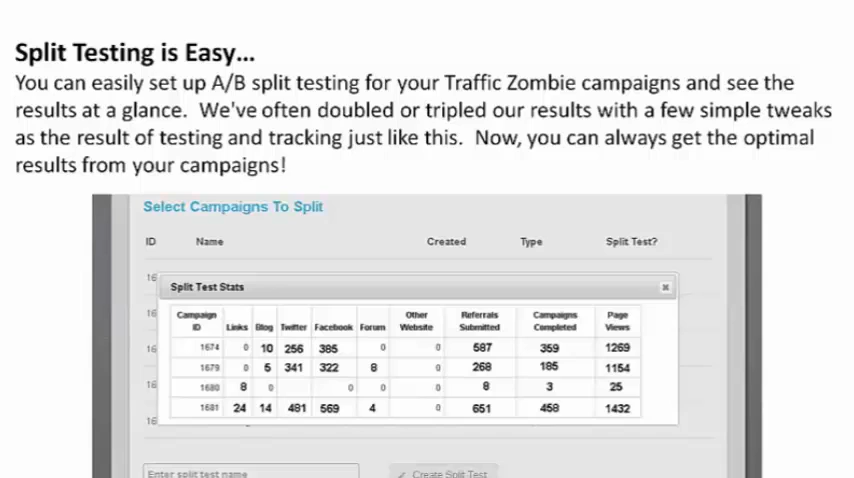 Split Testing is Easy...
You can easily set up A/B split testing for your Traffic Zombie campaigns and see the
results at a glance. We've often doubled or tripled our results with a few simple tweaks
as the result of testing and tracking just like this. Now, you can always get the optimal
results from your campaigns!
Select Campaigns To Split
ID Name Created Type Split Test?
16
Split Test Stats
Campaign ID Links Blog Twitter Facebook Forum Other Website Referrals Submitted Campaigns Completed Page Views
16
1674 0 10 256 385 0 0 587 359 1269
16
1679 0 5 341 322 8 0 268 185 1154
16
1680 8 0 0 0 0 8 3 25
1681 24 14 481 569 4 0 651 458 1432
16
Enter split test name Create Split Test